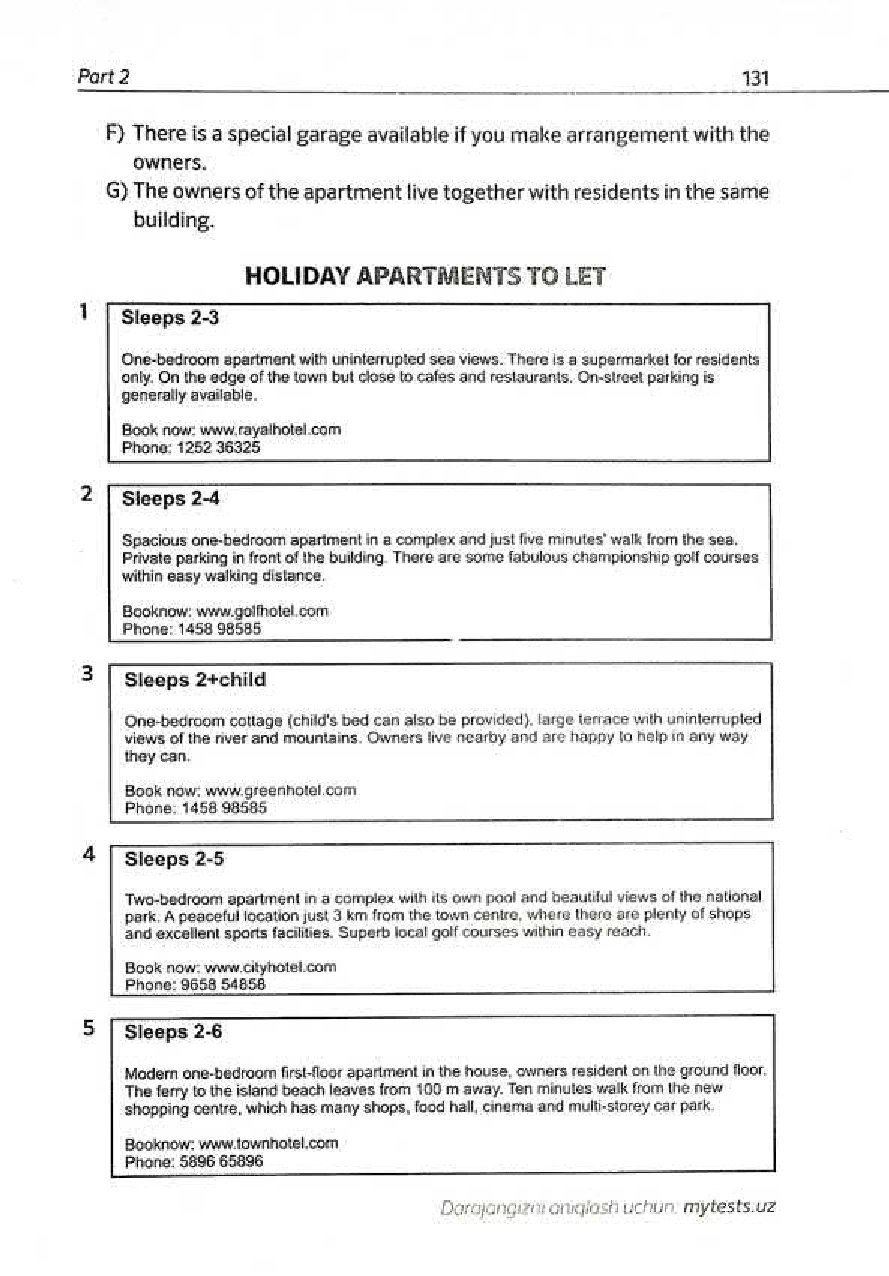 Part 2 131
F) There is a special garage available if you make arrangement with the
owners.
G) The owners of the apartment live together with residents in the same
building.
HOLIDAY APARTMENTS TO LET
1 Sleeps 2-3
One-bedroom apartment with uninterrupted sea views. There is a supermarket for residents
only. On the edge of the town but close to cafes and restaurants. On-street parking is
generally available.
Book now: www.rayalhotel.com
Phone: 1252 36325
2 Sleeps 2-4
Spacious one-bedroom apartment in a complex and just five minutes' walk from the sea.
Private parking in front of the building. There are some fabulous championship golf courses
within easy walking distance.
Booknow: www.golfhotel.com
Phone: 1458 98585
3 Sleeps 2+child
One-bedroom cottage (child's bed can also be provided), large terrace with uninterrupted
views of the river and mountains. Owners live nearby and are happy to help in any way
they can.
Book now: www.greenhotel.com
Phone: 1458 98585
4 Sleeps 2-5
Two-bedroom apartment in a complex with its own pool and beautiful views of the national
park. A peaceful location just 3 km from the town centre, where there are plenty of shops
and excellent sports facilities. Superb local golf courses within easy reach.
Book now: www.cityhotel.com
Phone: 9658 54856
5 Sleeps 2-6
Modern one-bedroom first-floor apartment in the house, owners resident on the ground floor.
The ferry to the island beach leaves from 100 m away. Ten minutes walk from the new
shopping centre, which has many shops, food hall, cinema and multi-storey car park.
Booknow: www.townhotel.com
Phone: 5896 65896
Darajangizni aniqlash uchun: mytests.uz